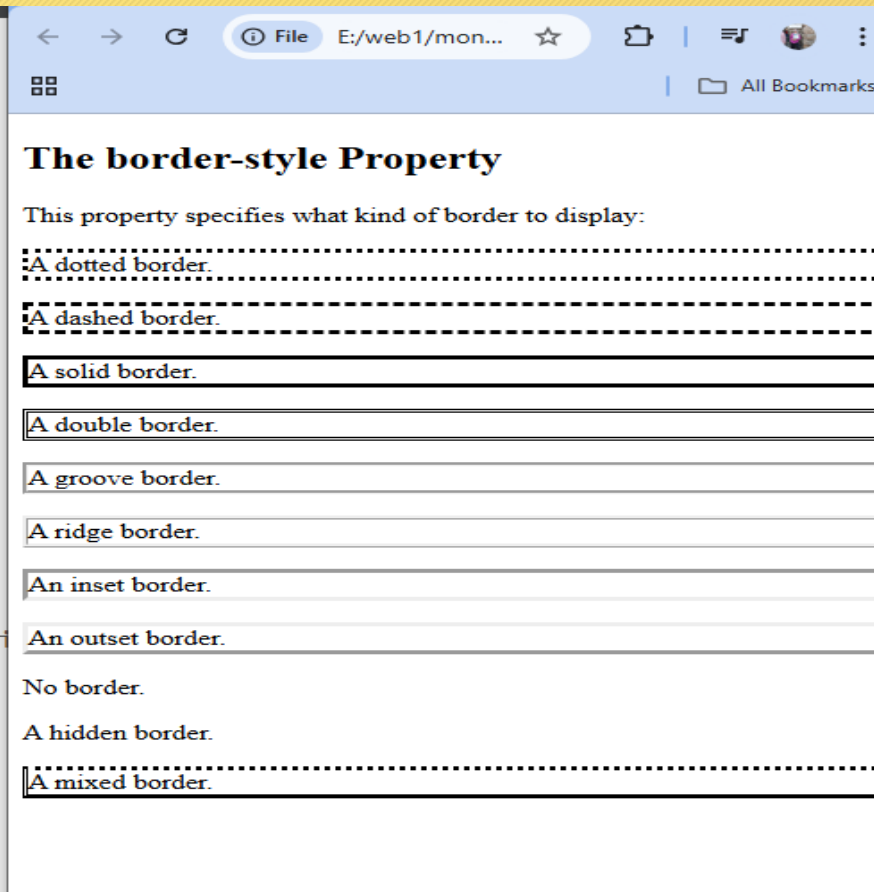 File E:/web1/mon...
All Bookmarks
The border-style Property
This property specifies what kind of border to display:
A dotted border.
A dashed border.
A solid border.
A double border.
A groove border.
A ridge border.
An inset border.
An outset border.
No border.
A hidden border.
A mixed border.